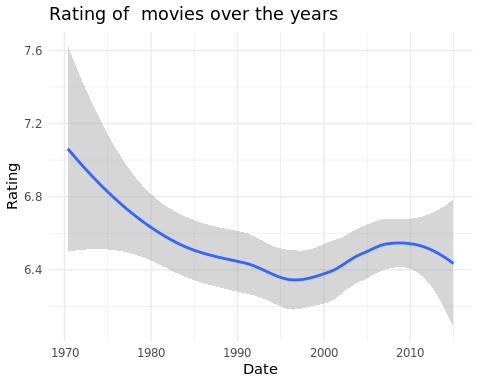 Rating of  movies over the years
7.6
7.2
6.8
6.4
Rating
1970 1980 1990 2000 2010
Date